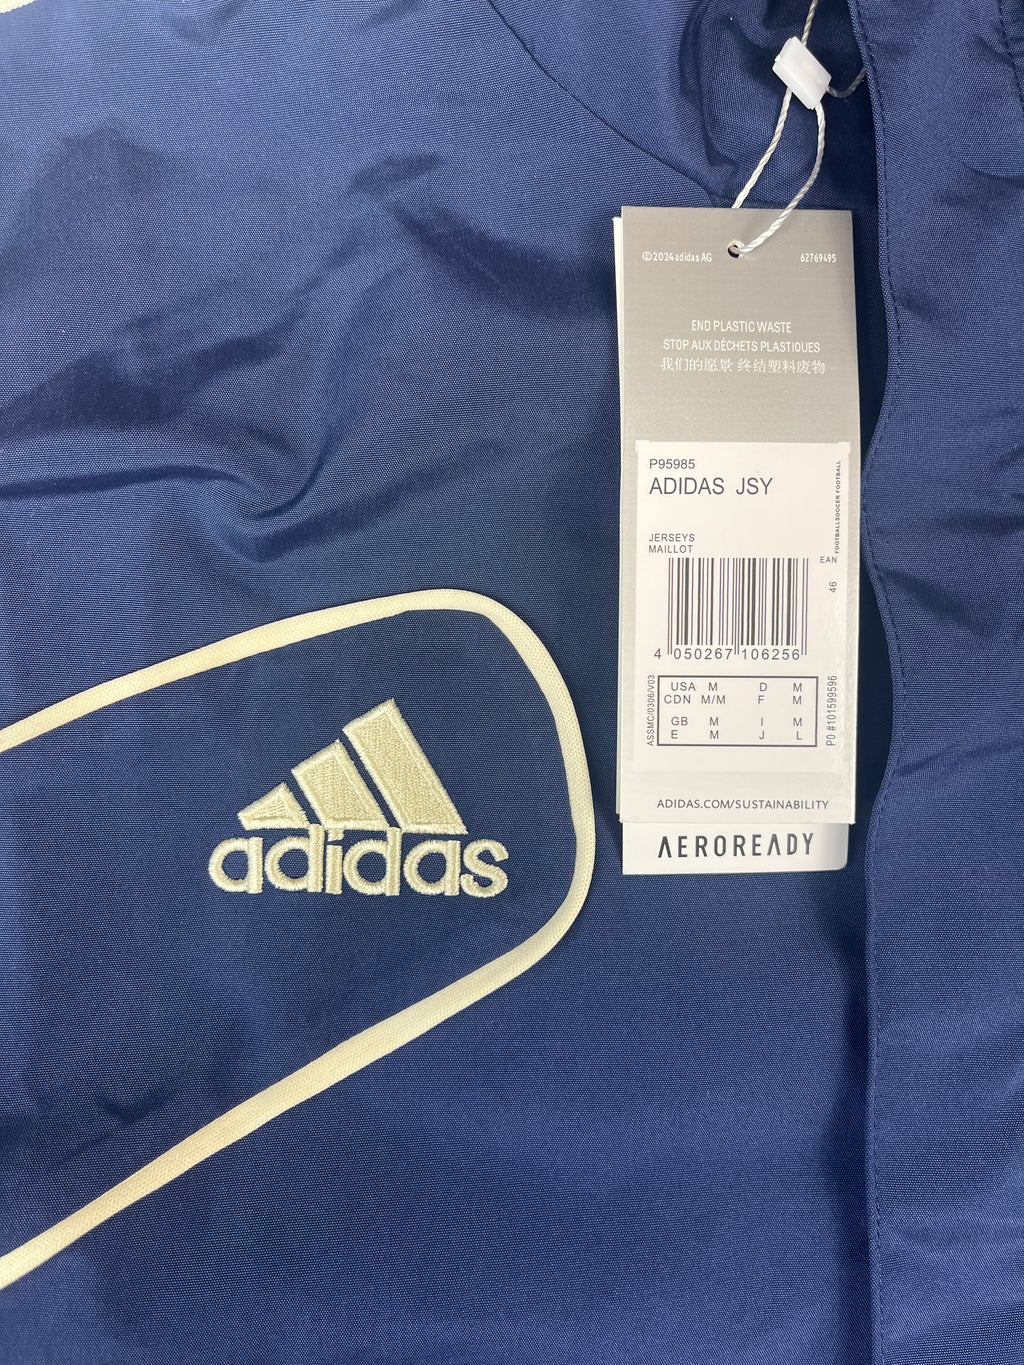 ©2024 adidas AG 62769495
END PLASTIC WASTE
STOP AUX DÉCHETS PLASTIQUES
我们的愿景 终结塑料废物
P95985
ADIDAS JSY
FOOTBALLSOCCER FOOTBALL
JERSEYS
MAILLOT
EAN
46
4 050267 106256
USA M D M
CDN M/M F M
GB M I M
E M J L
ASSMC/0306/V03
PO #101599596
ADIDAS.COM/SUSTAINABILITY
AEROREADY
adidas